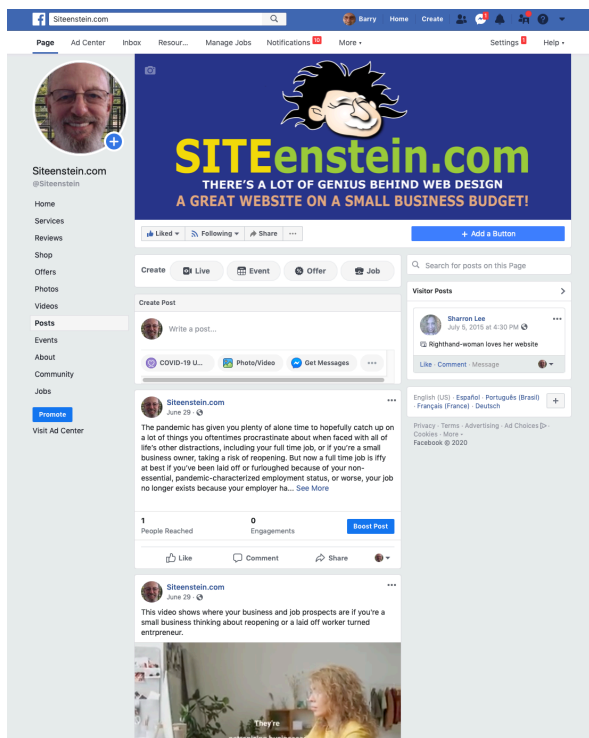 Siteenstein.com
Barry Home Create
Page Ad Center Inbox Resour... Manage Jobs Notifications 10 More Settings 1 Help
SITEenstein.com
THERE'S A LOT OF GENIUS BEHIND WEB DESIGN
A GREAT WEBSITE ON A SMALL BUSINESS BUDGET!
Siteenstein.com
@Siteenstein
Home
Services
Reviews
Shop
Offers
Photos
Videos
Posts
Events
About
Community
Jobs
Promote
Visit Ad Center
Liked Following Share ...
+ Add a Button
Create Live Event Offer Job
Create Post
Write a post...
COVID-19 U... Photo/Video Get Messages ...
Siteenstein.com
June 29 ·
The pandemic has given you plenty of alone time to hopefully catch up on
a lot of things you oftentimes procrastinate about when faced with all of
life's other distractions, including your full time job, or if you're a small
business owner, taking a risk of reopening. But now a full time job is iffy
at best if you've been laid off or furloughed because of your non-
essential, pandemic-characterized employment status, or worse, your job
no longer exists because your employer ha... See More
1 0
People Reached Engagements
Boost Post
Like Comment Share
Siteenstein.com
June 29 ·
This video shows where your business and job prospects are if you're a
small business thinking about reopening or a laid off worker turned
entrpreneur.
They're
Search for posts on this Page
Visitor Posts
Sharron Lee
July 5, 2015 at 4:30 PM
Righthand-woman loves her website
Like · Comment · Message
English (US) · Español · Português (Brasil)
· Français (France) · Deutsch
Privacy · Terms · Advertising · Ad Choices ·
Cookies · More
Facebook © 2020